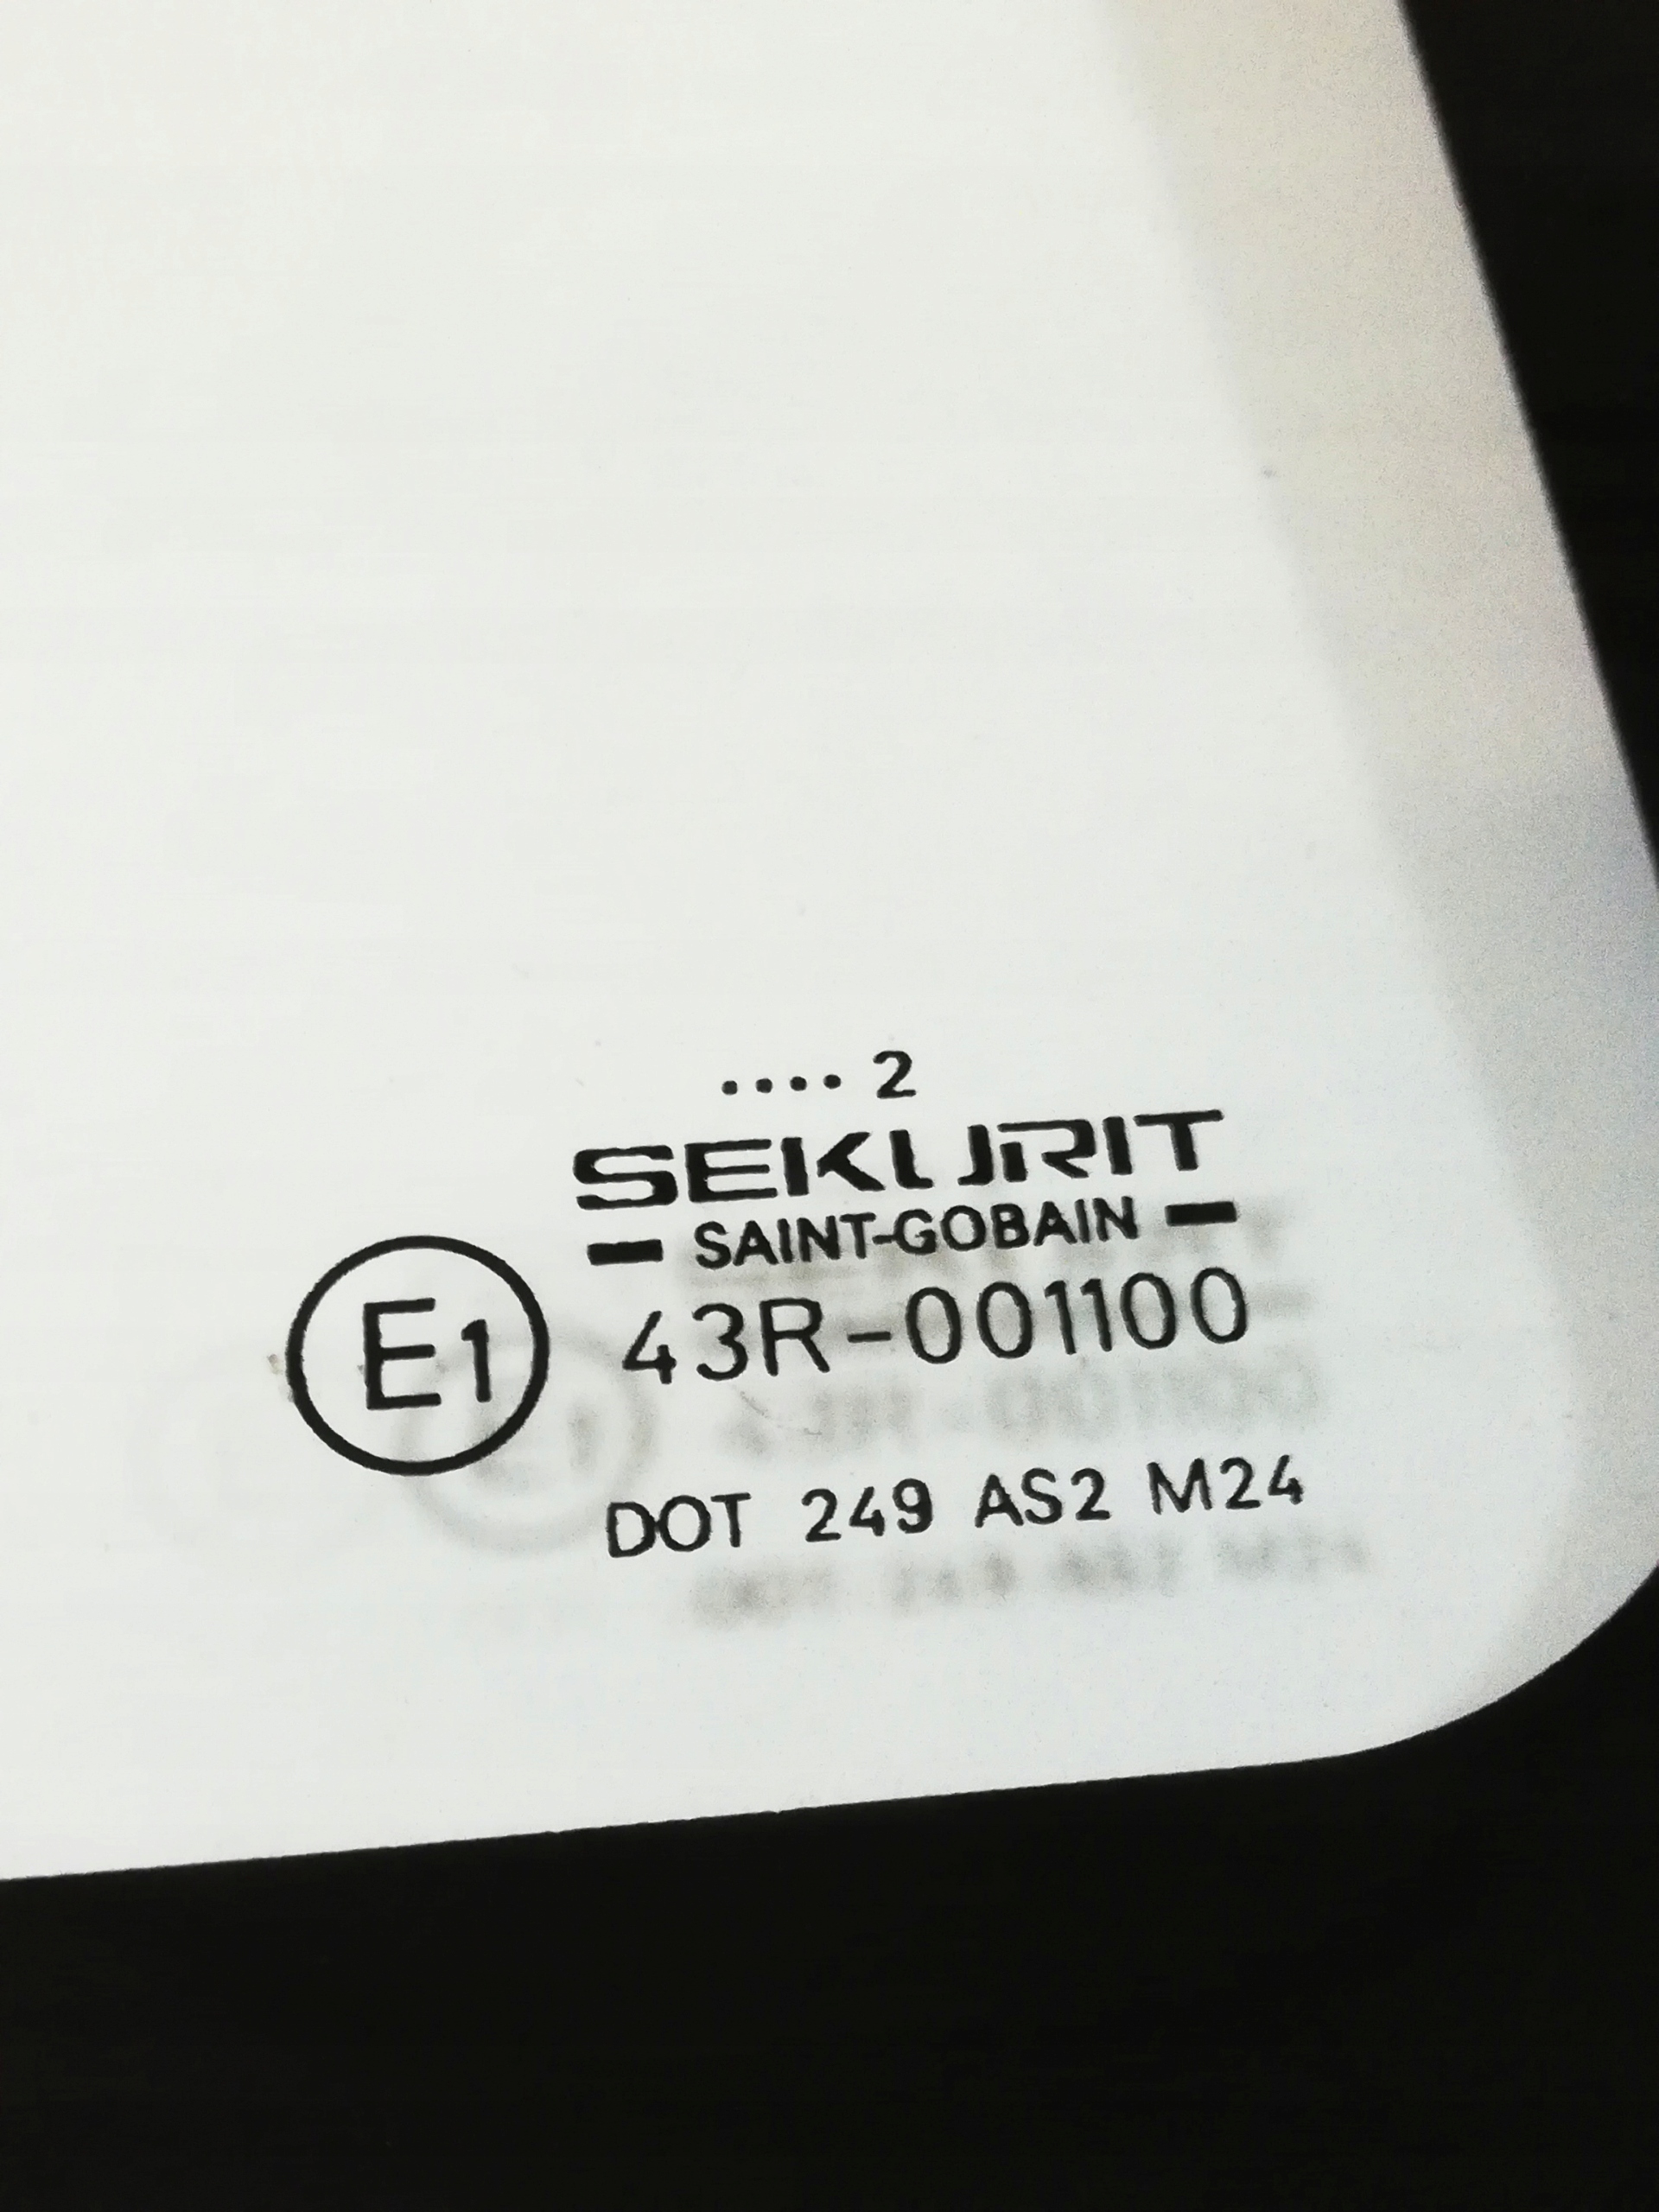 .... 2
SEKURIT
SAINT-GOBAIN
E1 43R-001100
DOT 249 AS2 M24